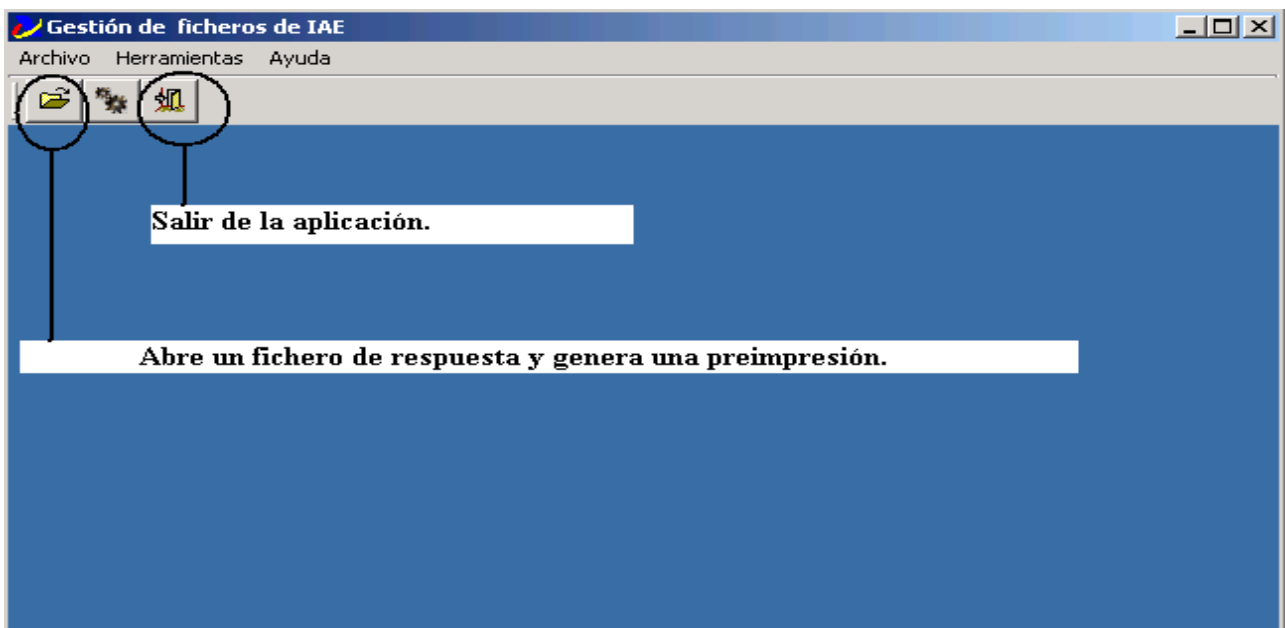 Gestión de ficheros de IAE
Archivo Herramientas Ayuda
Salir de la aplicación.
Abre un fichero de respuesta y genera una preimpresión.